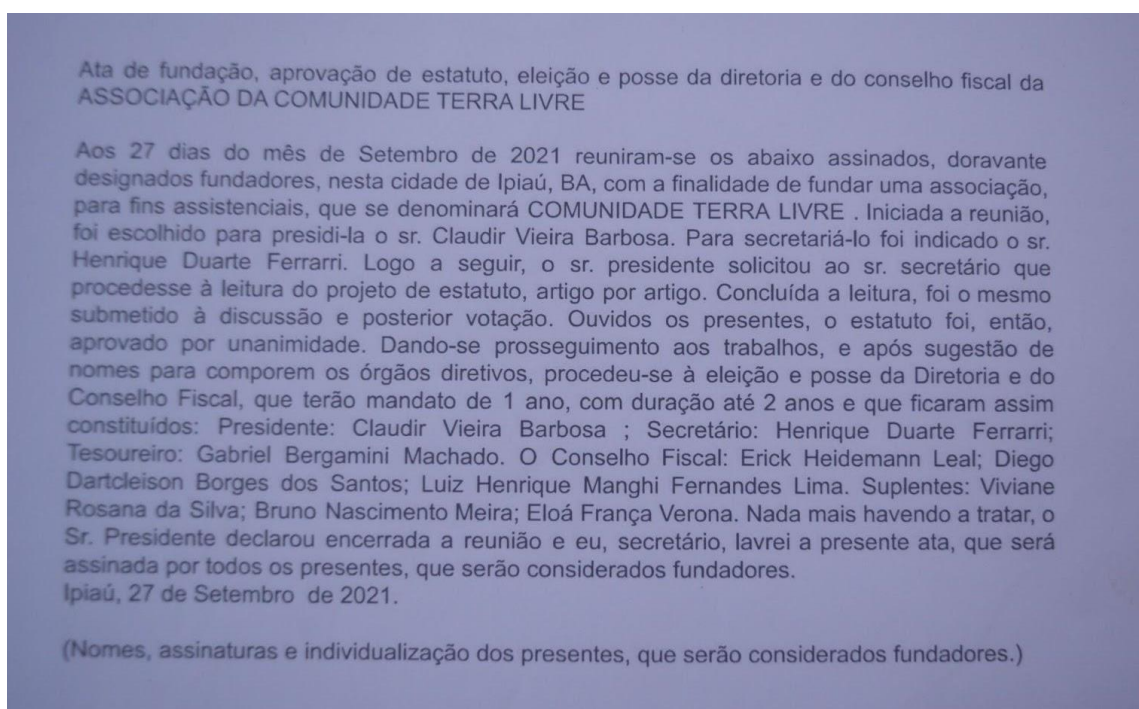 Ata de fundação, aprovação de estatuto, eleição e posse da diretoria e do conselho fiscal da
ASSOCIAÇÃO DA COMUNIDADE TERRA LIVRE
Aos 27 dias do mês de Setembro de 2021 reuniram-se os abaixo assinados, doravante
designados fundadores, nesta cidade de Ipiaú, BA, com a finalidade de fundar uma associação,
para fins assistenciais, que se denominará COMUNIDADE TERRA LIVRE . Iniciada a reunião,
foi escolhido para presidi-la o sr. Claudir Vieira Barbosa. Para secretariá-lo foi indicado o sr.
Henrique Duarte Ferrarri. Logo a seguir, o sr. presidente solicitou ao sr. secretário que
procedesse à leitura do projeto de estatuto, artigo por artigo. Concluída a leitura, foi o mesmo
submetido à discussão e posterior votação. Ouvidos os presentes, o estatuto foi, então,
aprovado por unanimidade. Dando-se prosseguimento aos trabalhos, e após sugestão de
nomes para comporem os órgãos diretivos, procedeu-se à eleição e posse da Diretoria e do
Conselho Fiscal, que terão mandato de 1 ano, com duração até 2 anos e que ficaram assim
constituídos: Presidente: Claudir Vieira Barbosa ; Secretário: Henrique Duarte Ferrarri;
Tesoureiro: Gabriel Bergamini Machado. O Conselho Fiscal: Erick Heidemann Leal; Diego
Dartcleison Borges dos Santos; Luiz Henrique Manghi Fernandes Lima. Suplentes: Viviane
Rosana da Silva; Bruno Nascimento Meira; Eloá França Verona. Nada mais havendo a tratar, o
Sr. Presidente declarou encerrada a reunião e eu, secretário, lavrei a presente ata, que será
assinada por todos os presentes, que serão considerados fundadores.
Ipiaú, 27 de Setembro de 2021.
(Nomes, assinaturas e individualização dos presentes, que serão considerados fundadores.)